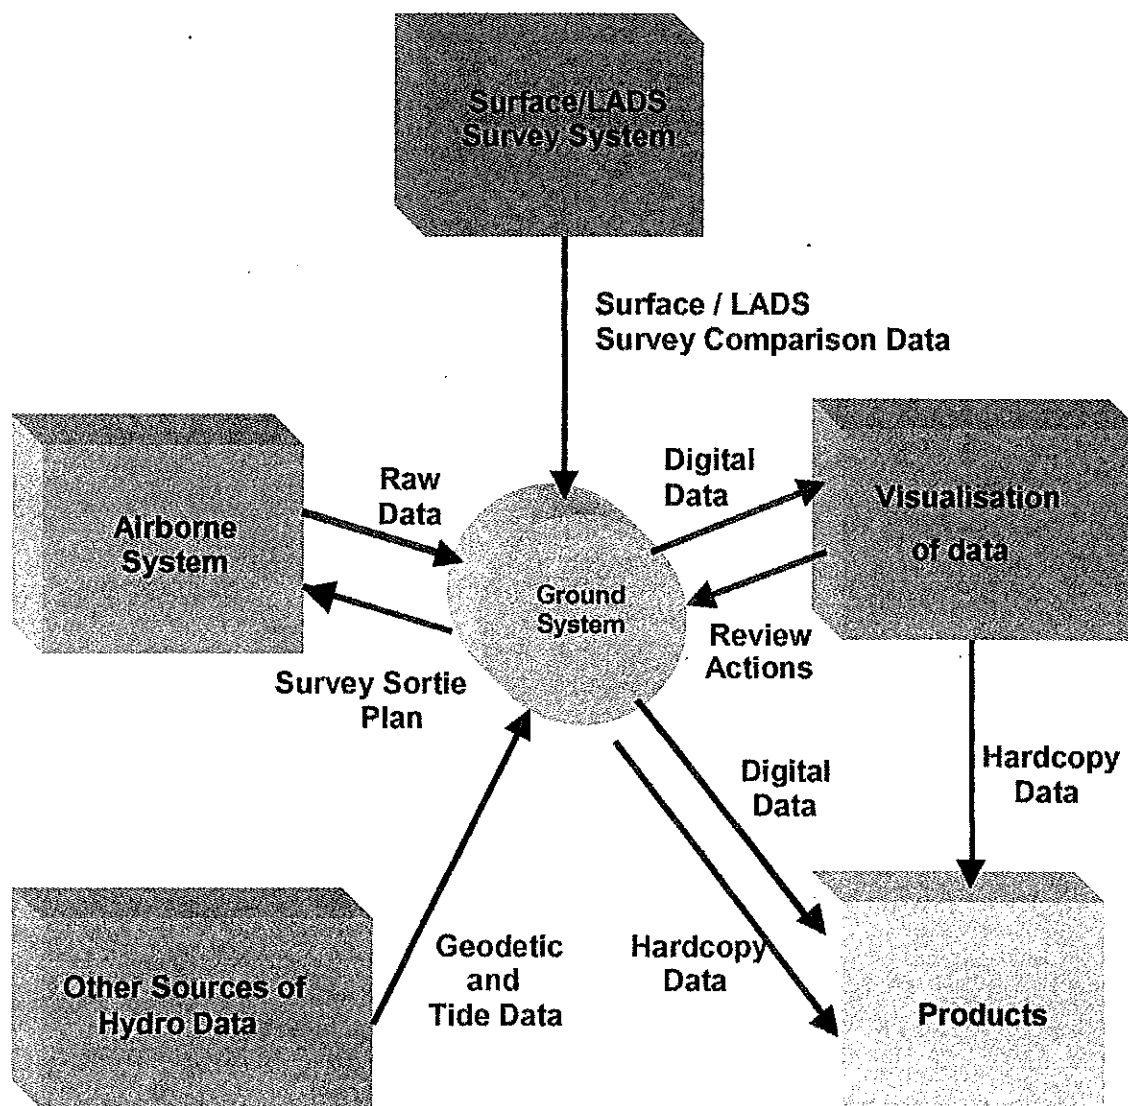 Surface/LADS
Survey System
Surface / LADS
Survey Comparison Data
Raw
Data
Digital
Data
Airborne
System
Visualisation
of data
Ground
System
Review
Actions
Survey Sortie
Plan
Digital
Data
Hardcopy
Data
Geodetic
and
Tide Data
Hardcopy
Data
Other Sources of
Hydro Data
Products